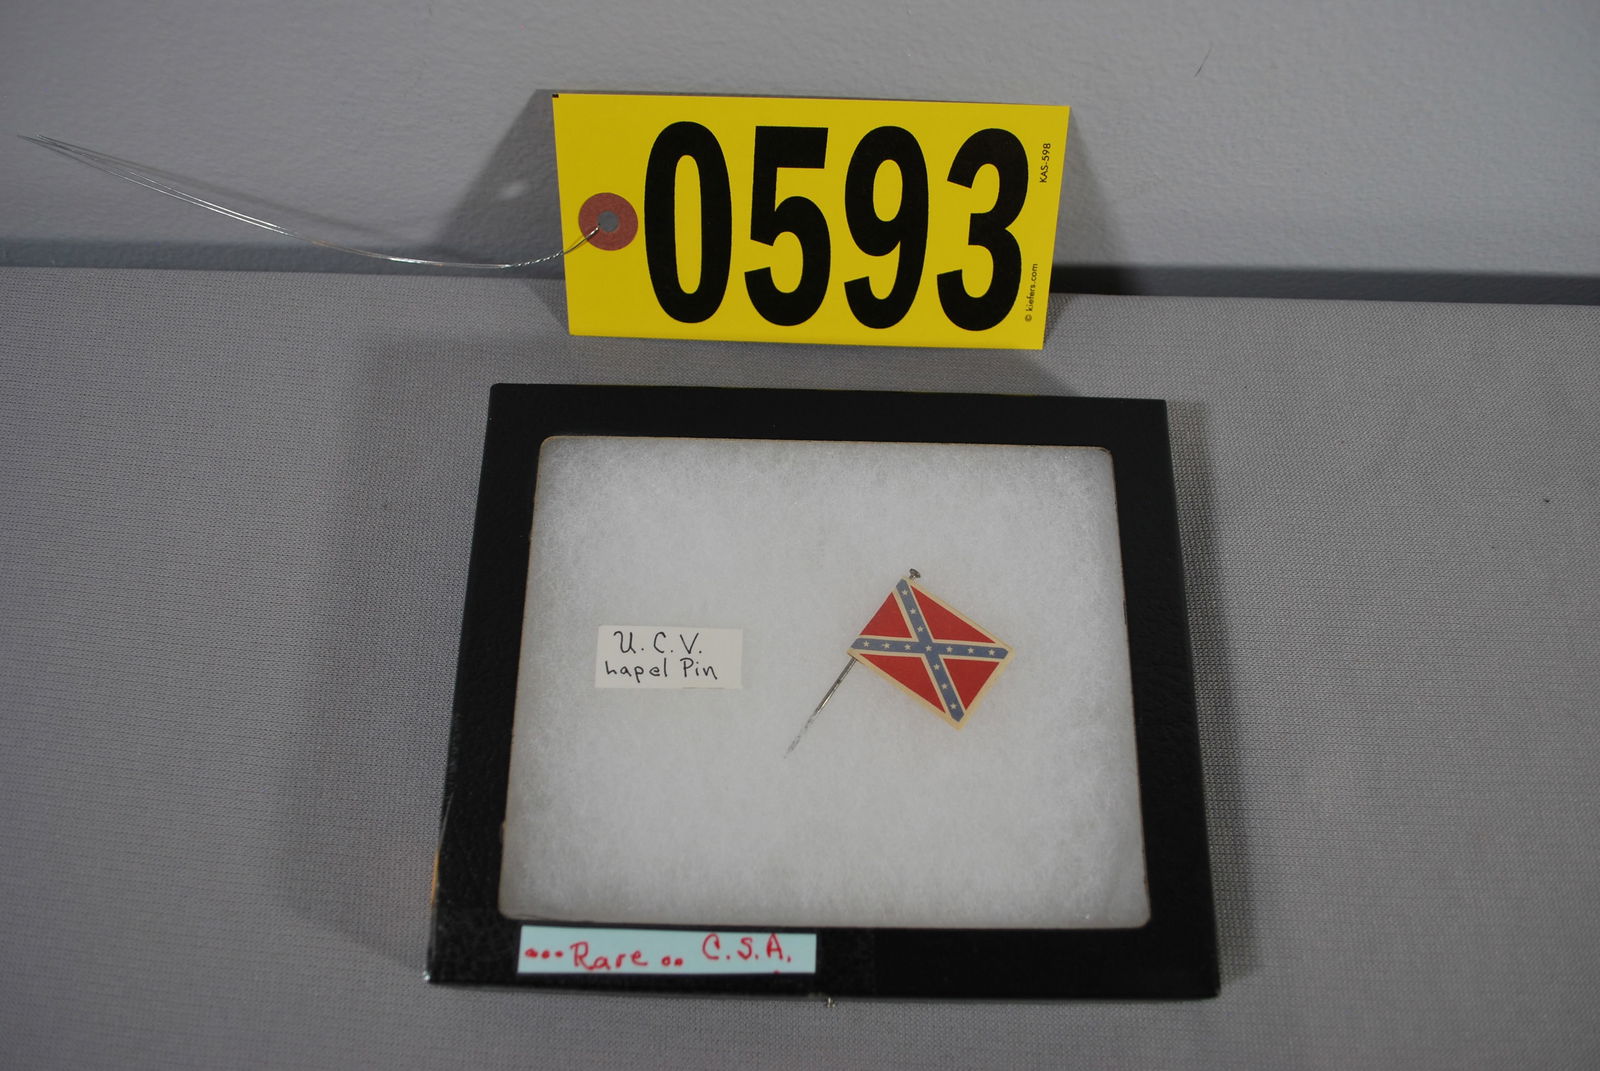 0593
KAS-598
© kiefers.com
U.C.V.
Lapel Pin
...Rare.. C.S.A.